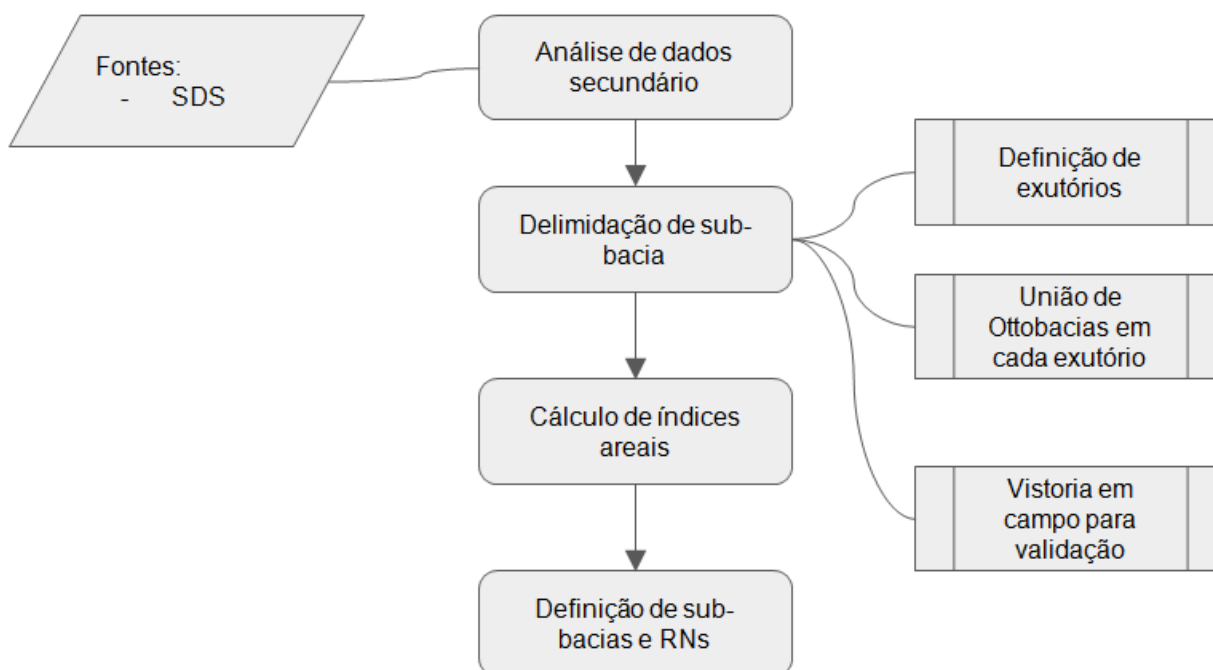 Fontes:
- SDS
Análise de dados
secundário
Delimidação de sub-
bacia
Definição de
exutórios
União de
Ottobacias em
cada exutório
Cálculo de índices
areais
Vistoria em
campo para
validação
Definição de sub-
bacias e RNs